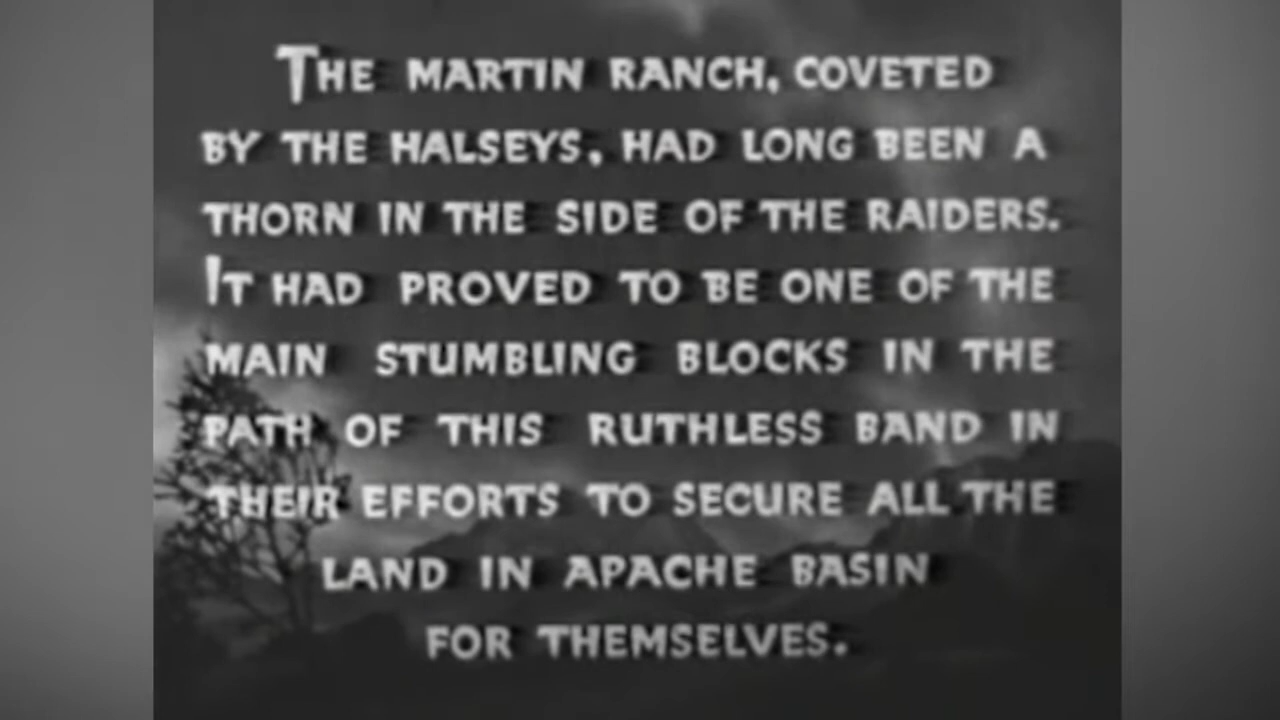 THE MARTIN RANCH, COVETED
BY THE HALSEYS, HAD LONG BEEN A
THORN IN THE SIDE OF THE RAIDERS.
IT HAD PROVED TO BE ONE OF THE
MAIN STUMBLING BLOCKS IN THE
PATH OF THIS RUTHLESS BAND IN
THEIR EFFORTS TO SECURE ALL THE
LAND IN APACHE BASIN
FOR THEMSELVES.